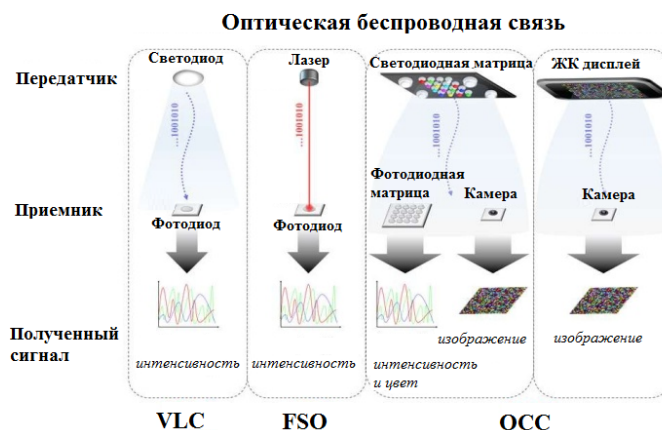 Оптическая беспроводная связь
Передатчик
Светодиод
Лазер
Светодиодная матрица
ЖК дисплей
...1001010
...1001010
...1001010
...1001010
Приемник
Фотодиод
Фотодиод
Фотодиодная
матрица
Камера
Камера
Полученный
сигнал
интенсивность
интенсивность
интенсивность
и цвет
изображение
изображение
VLC
FSO
OCC